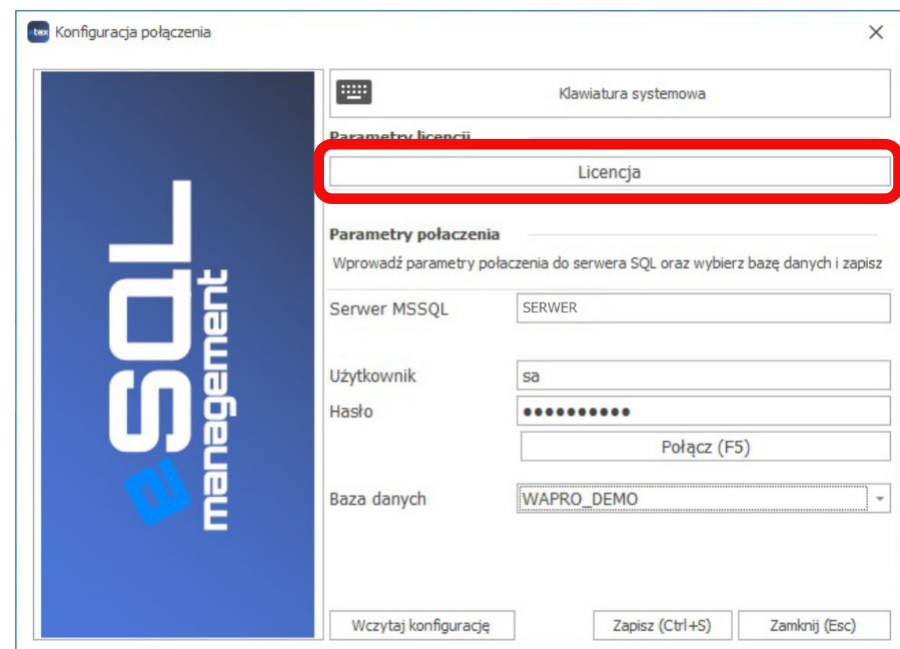 tax Konfiguracja połączenia
eSQL
management
Klawiatura systemowa
Parametry licencji
Licencja
Parametry połaczenia
Wprowadź parametry połaczenia do serwera SQL oraz wybierz bazę danych i zapisz
Serwer MSSQL SERWER
Użytkownik sa
Hasło ●●●●●●●●●●
Połącz (F5)
Baza danych WAPRO_DEMO
Wczytaj konfigurację Zapisz (Ctrl+S) Zamknij (Esc)